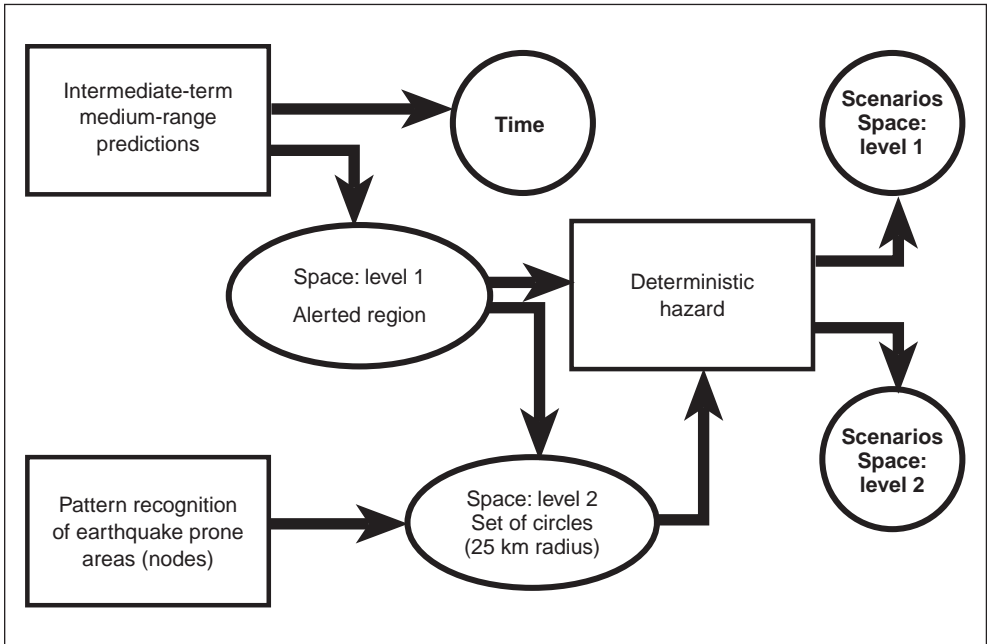 Intermediate-term
medium-range
predictions
Time
Scenarios
Space:
level 1
Space: level 1
Alerted region
Deterministic
hazard
Pattern recognition
of earthquake prone
areas (nodes)
Space: level 2
Set of circles
(25 km radius)
Scenarios
Space:
level 2